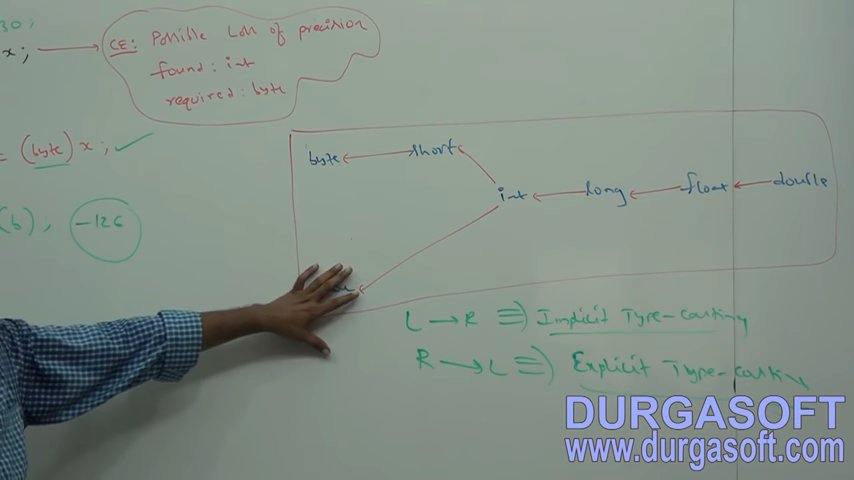 30;
x;
CE: Possible Loss of precision
found: int
required: byte
= (byte) x;
(b);
-126
byte
short
int
long
float
double
L → R ⇒ Implicit Type-casting
R → L ⇒ Explicit Type-casting
DURGASOFT
www.durgasoft.com